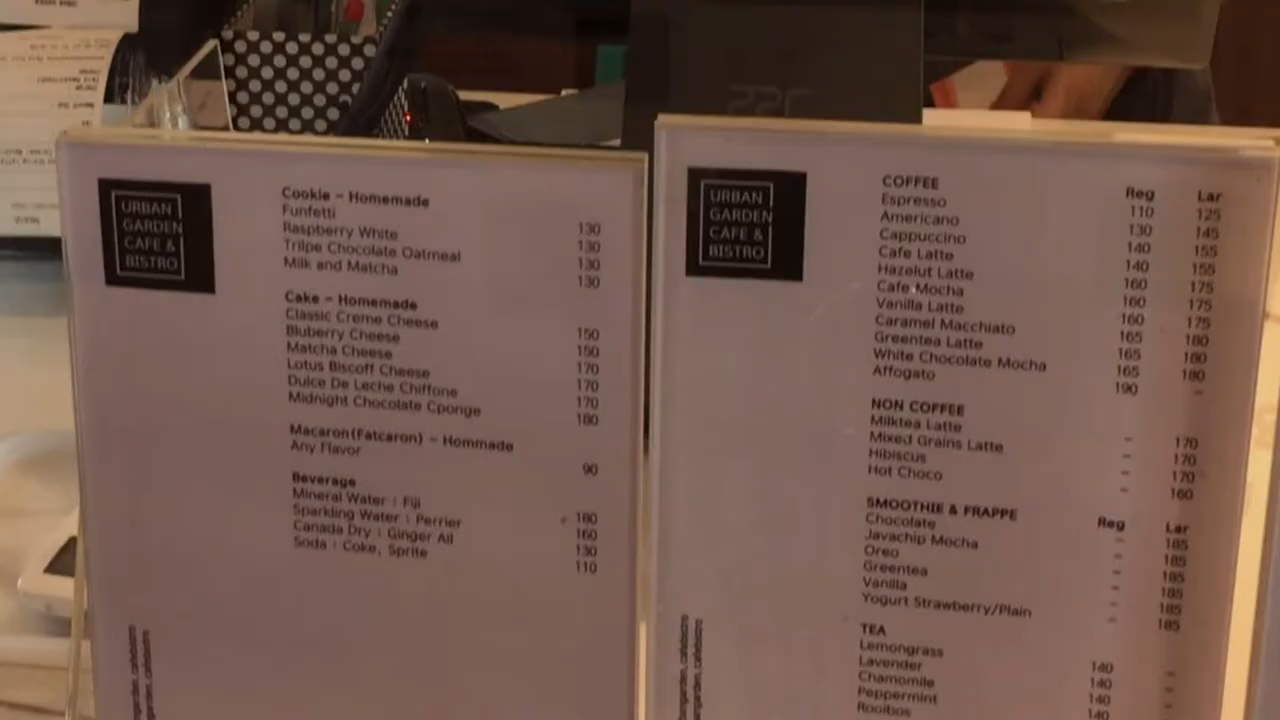 URBAN
GARDEN
CAFE &
BISTRO
Cookie - Homemade
Funfetti 130
Raspberry White 130
Trilpe Chocolate Oatmeal 130
Milk and Matcha 130
Cake - Homemade
Classic Creme Cheese 150
Bluberry Cheese 150
Matcha Cheese 170
Lotus Biscoff Cheese 170
Dulce De Leche Chiffone 170
Midnight Chocolate Cponge 180
Macaron(Fatcaron) - Hommade
Any Flavor 90
Beverage
Mineral Water : Fiji 180
Sparkling Water : Perrier 160
Canada Dry : Ginger All 130
Soda : Coke, Sprite 110
URBAN
GARDEN
CAFE &
BISTRO
COFFEE Reg Lar
Espresso 110 125
Americano 130 145
Cappuccino 140 155
Cafe Latte 140 155
Hazelut Latte 160 175
Cafe Mocha 160 175
Vanilla Latte 160 175
Caramel Macchiato 165 180
Greentea Latte 165 180
White Chocolate Mocha 165 180
Affogato 190 -
NON COFFEE
Milktea Latte - 170
Mixed Grains Latte - 170
Hibiscus - 170
Hot Choco - 160
SMOOTHIE & FRAPPE Reg Lar
Chocolate - 185
Javachip Mocha - 185
Oreo - 185
Greentea - 185
Vanilla - 185
Yogurt Strawberry/Plain - 185
TEA
Lemongrass 140 -
Lavender 140 -
Chamomile 140 -
Peppermint 140
Rooibos